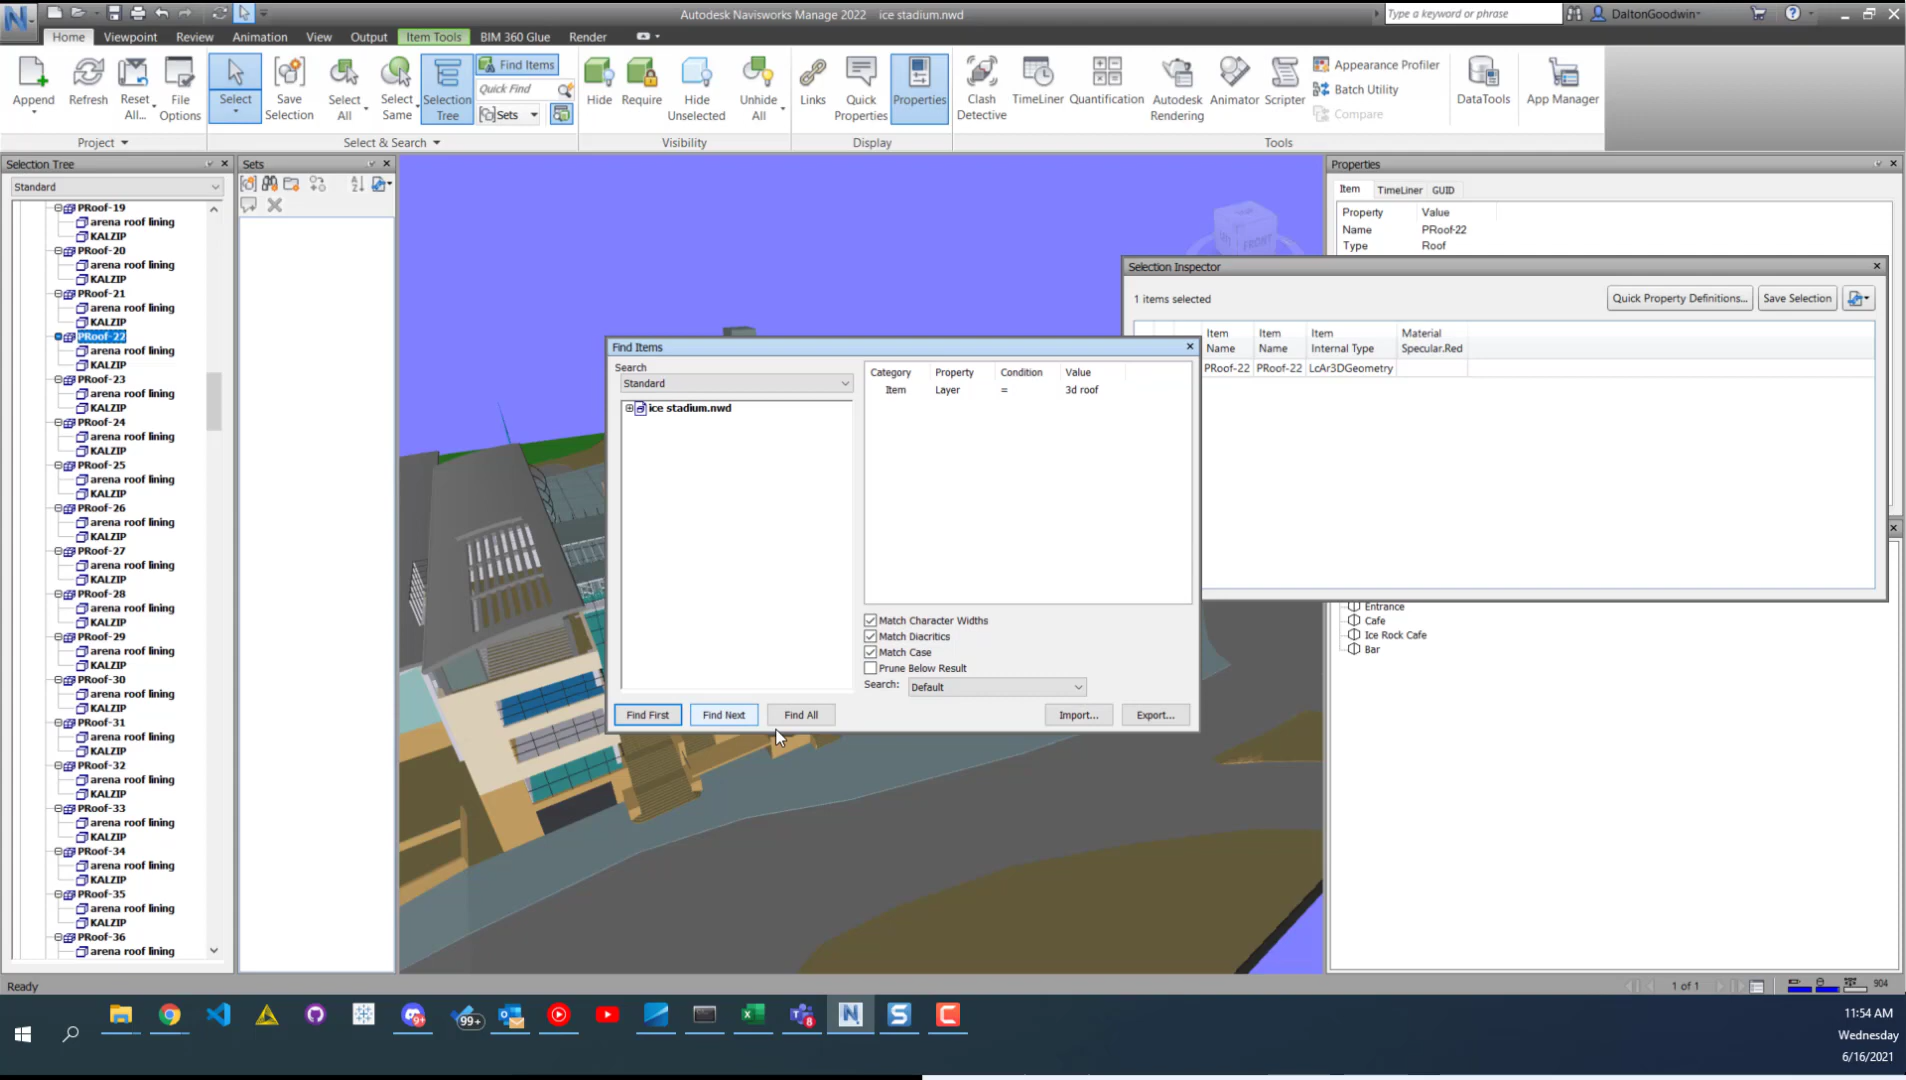 Autodesk Navisworks Manage 2022 ice stadium.nwd
Type a keyword or phrase
DaltonGoodwin
Home Viewpoint Review Animation View Output Item Tools BIM 360 Glue Render
Append
Refresh
Reset All...
File Options
Project
Select
Save Selection
Select All
Select Same
Selection Tree
Find Items
Quick Find
Sets
Select & Search
Hide
Require
Hide Unselected
Unhide All
Visibility
Links
Quick Properties
Properties
Display
Clash Detective
TimeLiner
Quantification
Autodesk Rendering
Animator
Scripter
Appearance Profiler
Batch Utility
Compare
Tools
DataTools
App Manager
Selection Tree
Standard
PRoof-19
arena roof lining
KALZIP
PRoof-20
arena roof lining
KALZIP
PRoof-21
arena roof lining
KALZIP
PRoof-22
arena roof lining
KALZIP
PRoof-23
arena roof lining
KALZIP
PRoof-24
arena roof lining
KALZIP
PRoof-25
arena roof lining
KALZIP
PRoof-26
arena roof lining
KALZIP
PRoof-27
arena roof lining
KALZIP
PRoof-28
arena roof lining
KALZIP
PRoof-29
arena roof lining
KALZIP
PRoof-30
arena roof lining
KALZIP
PRoof-31
arena roof lining
KALZIP
PRoof-32
arena roof lining
KALZIP
PRoof-33
arena roof lining
KALZIP
PRoof-34
arena roof lining
KALZIP
PRoof-35
arena roof lining
KALZIP
PRoof-36
arena roof lining
Sets
FRONT
Find Items
Search
Standard
ice stadium.nwd
Category Property Condition Value
Item Layer = 3d roof
Match Character Widths
Match Diacritics
Match Case
Prune Below Result
Search: Default
Find First Find Next Find All Import... Export...
Properties
Item TimeLiner GUID
Property Value
Name PRoof-22
Type Roof
Selection Inspector
1 items selected
Quick Property Definitions... Save Selection
Item Name Item Name Item Internal Type Material Specular.Red
PRoof-22 PRoof-22 LcAr3DGeometry
Entrance
Cafe
Ice Rock Cafe
Bar
Ready
1 of 1
904
99+
8
11:54 AM
Wednesday
6/16/2021